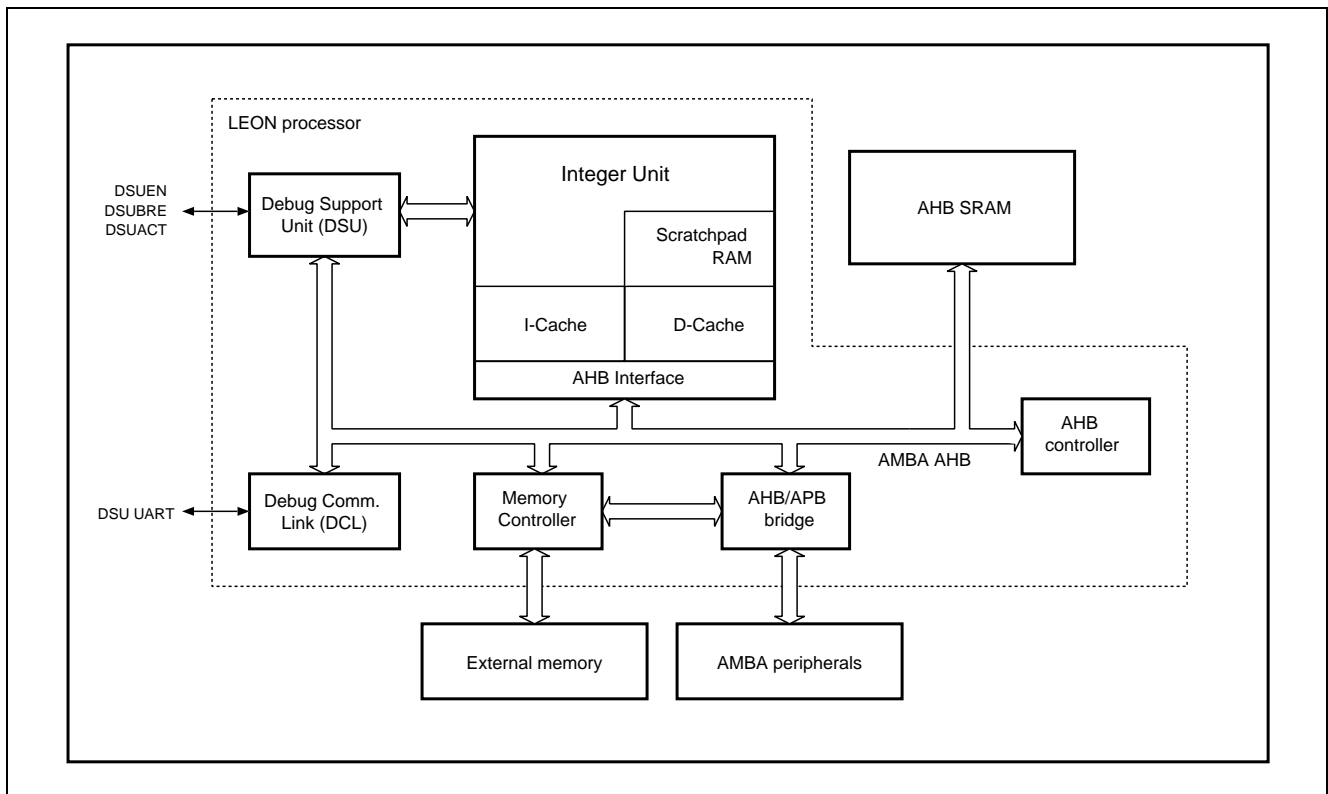 LEON processor
Integer Unit
DSUEN
DSUBRE
DSUACT
Debug Support
Unit (DSU)
AHB SRAM
Scratchpad
RAM
I-Cache
D-Cache
AHB Interface
AHB
controller
AMBA AHB
DSU UART
Debug Comm.
Link (DCL)
Memory
Controller
AHB/APB
bridge
External memory
AMBA peripherals